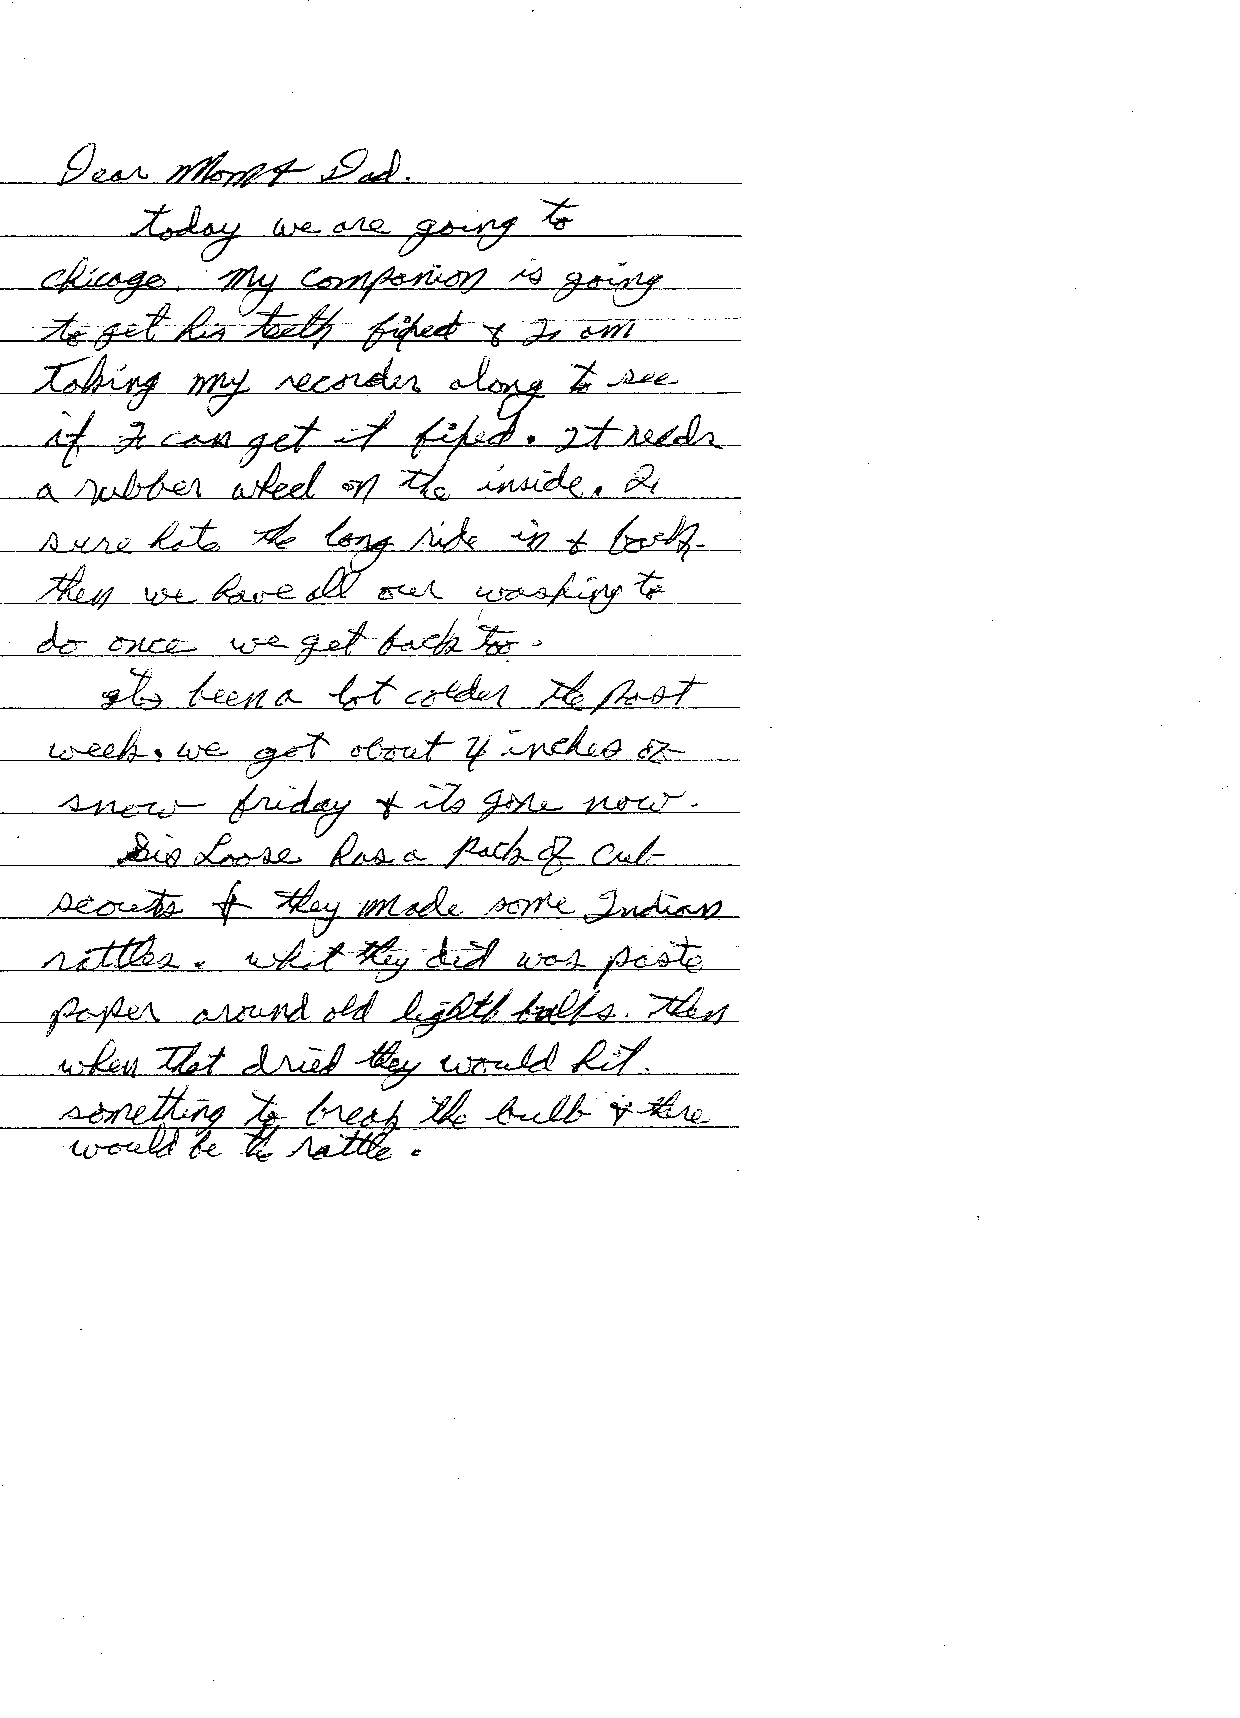 Dear Mom & Dad.
today we are going to
chicago. My companion is going
to get his teeth fixed & I am
taking my recorder along to see
if I can get it fixed. It needs
a rubber wheel on the inside. I
sure hate the long ride in & back.
then we have all our washing to
do once we get back too.
its been a lot colder the past
week. we got about 4 inches of
snow friday & its gone now.
Sis Loose has a pack of cub
scouts & they made some Indian
rattles. what they did was paste
paper around old light bulbs. then
when that dried they would hit
something to break the bulb & there
would be the rattle.